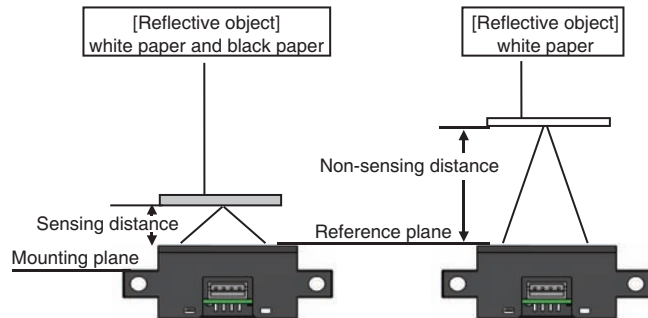 [Reflective object]
white paper and black paper
[Reflective object]
white paper
Non-sensing distance
Sensing distance
Reference plane
Mounting plane